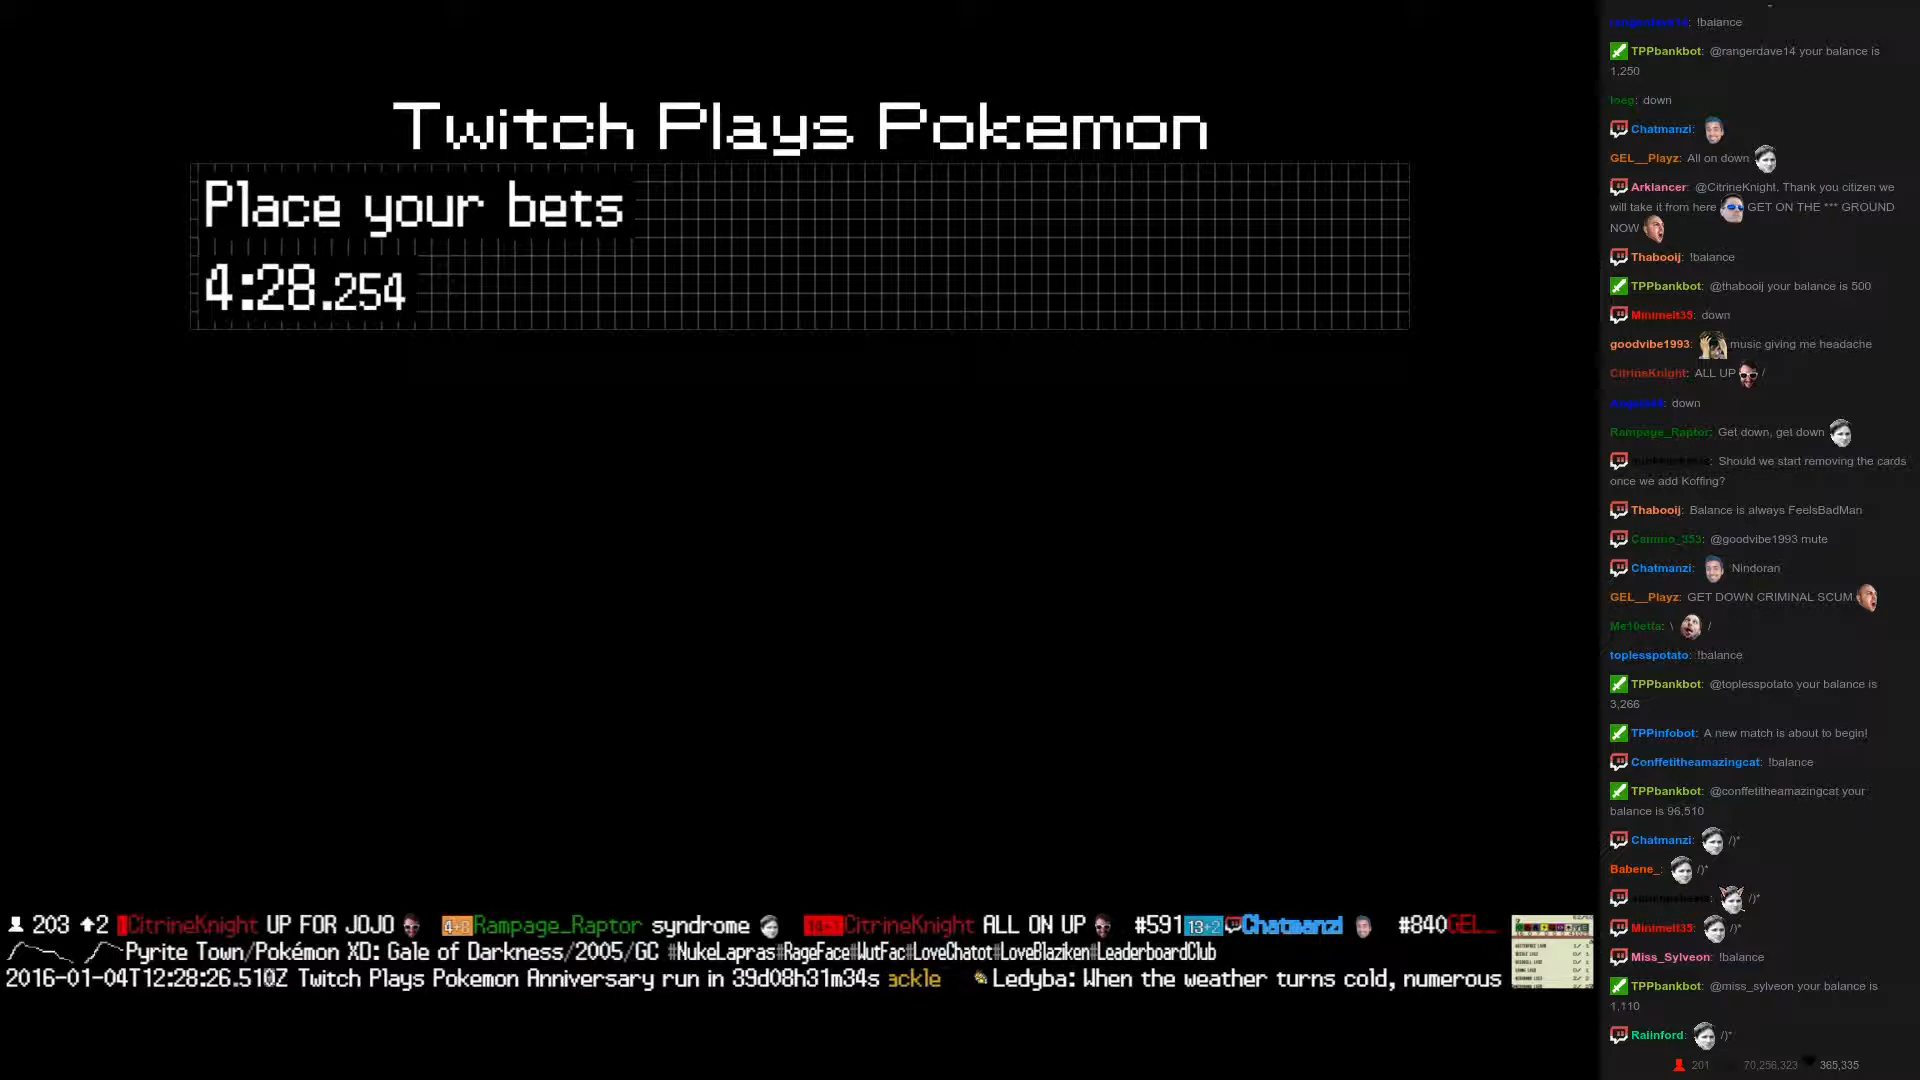 Twitch Plays Pokemon
Place your bets
4:28.254
203 2 CitrineKnight UP FOR JOJO 4+8 Rampage_Raptor syndrome CitrineKnight ALL ON UP #591 13+2 Chatmanzi #840 GEL_
Pyrite Town/Pokémon XD: Gale of Darkness/2005/GC #NukeLapras#RageFace#WutFac#LoveChatot#LoveBlaziken#LeaderboardClub
2016-01-04T12:28:26.510Z Twitch Plays Pokemon Anniversary run in 39d08h31m34s ackle Ledyba: When the weather turns cold, numerous
rangerdave14: !balance
TPPbankbot: @rangerdave14 your balance is
1,250
down
Chatmanzi:
GEL__Playz: All on down
Arklancer: @CitrineKnight, Thank you citizen we
will take it from here GET ON THE *** GROUND
NOW
Thabooij: !balance
TPPbankbot: @thabooij your balance is 500
Minimelt35: down
goodvibe1993: music giving me headache
CitrineKnight: ALL UP /
down
Rampage_Raptor: Get down, get down
: Should we start removing the cards
once we add Koffing?
Thabooij: Balance is always FeelsBadMan
Cammo_353: @goodvibe1993 mute
Chatmanzi: Nindoran
GEL__Playz: GET DOWN CRIMINAL SCUM
Me10etta: \ /
toplesspotato: !balance
TPPbankbot: @toplesspotato your balance is
3,266
TPPinfobot: A new match is about to begin!
Conffetitheamazingcat: !balance
TPPbankbot: @conffetitheamazingcat your
balance is 96,510
Chatmanzi: /)*
Babene_: /)*
: /)*
Minimelt35: /)*
Miss_Sylveon: !balance
TPPbankbot: @miss_sylveon your balance is
1,110
Raiinford: /)*
201 70,256,323 365,335